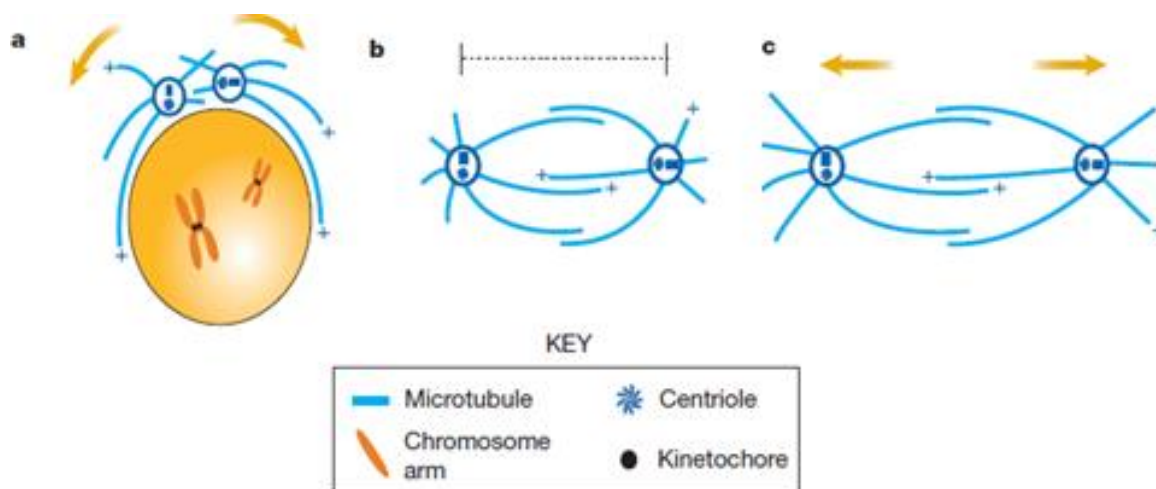 a
b
c
+
+
+
+
+
+
+
+
+
+
KEY
Microtubule
Centriole
Chromosome
arm
Kinetochore